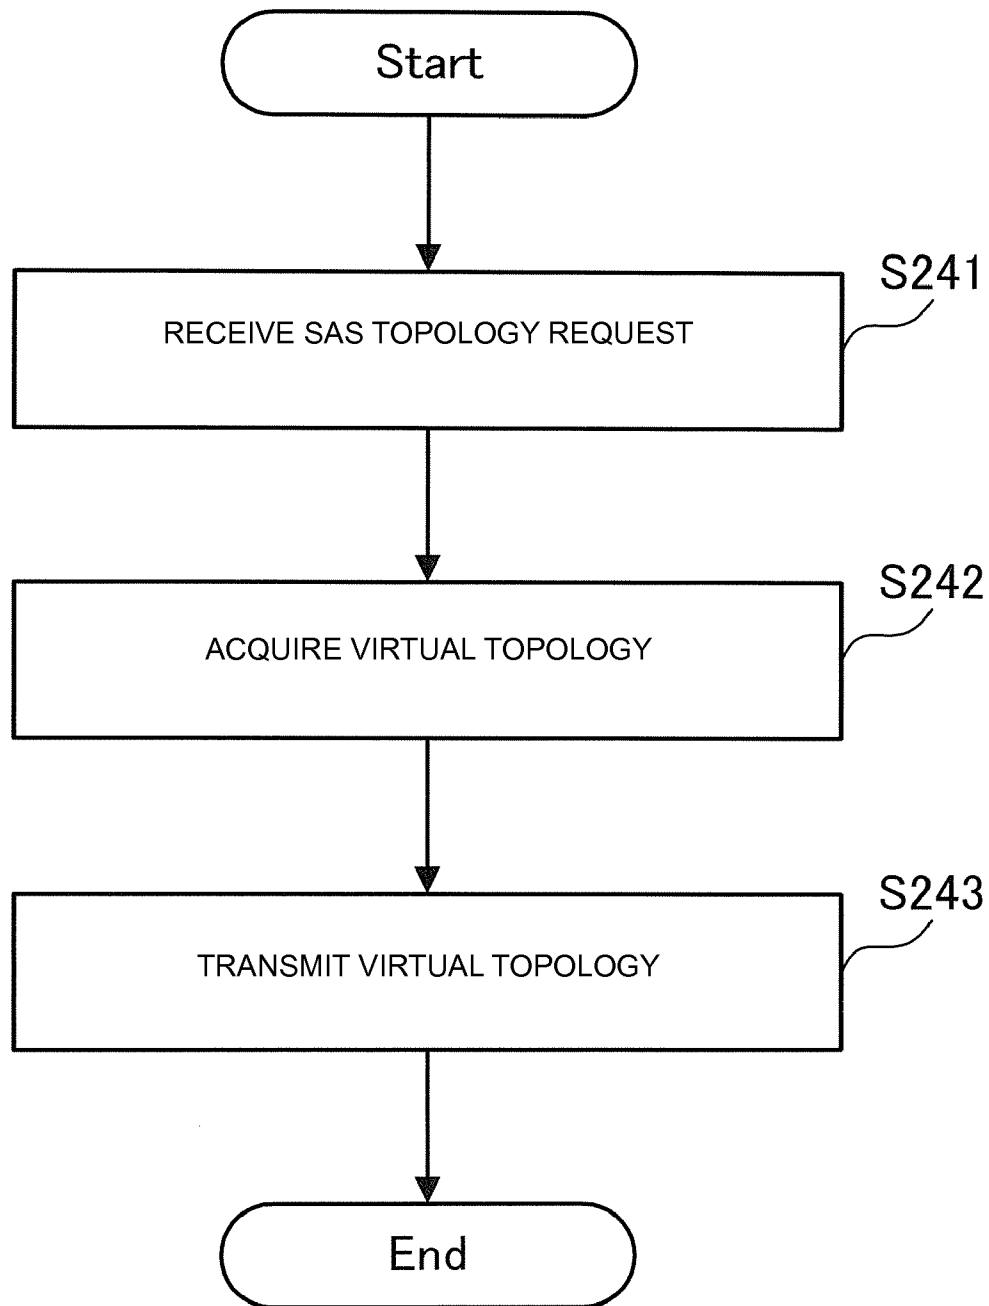 Start
S241
RECEIVE SAS TOPOLOGY REQUEST
S242
ACQUIRE VIRTUAL TOPOLOGY
S243
TRANSMIT VIRTUAL TOPOLOGY
End